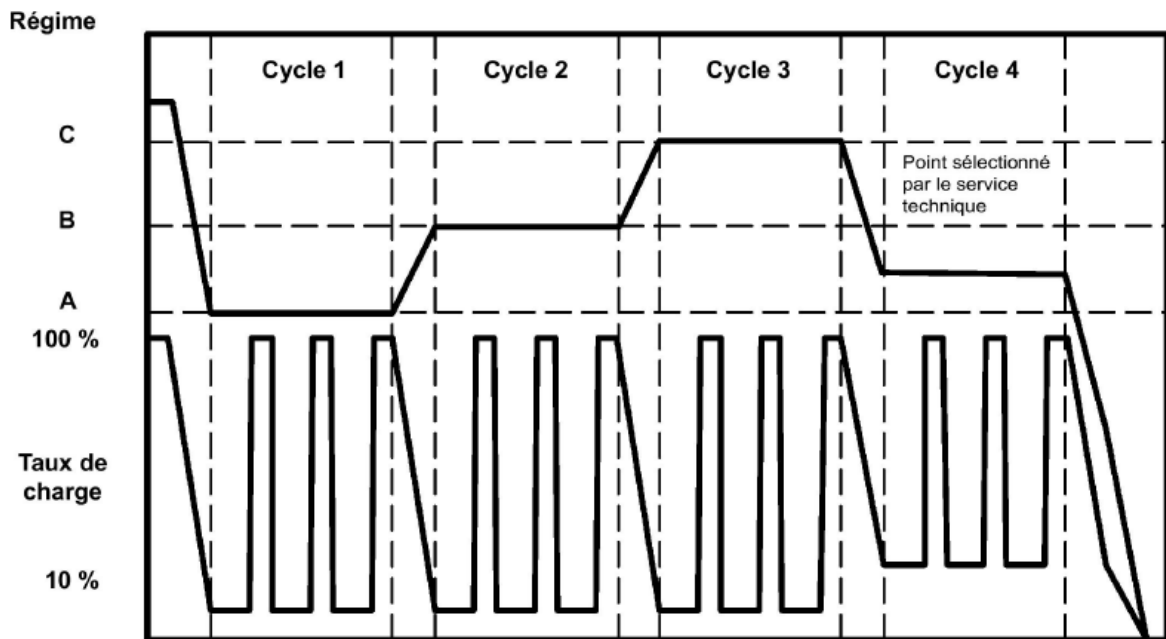 Régime
Cycle 1
Cycle 2
Cycle 3
Cycle 4
C
Point sélectionné
par le service
technique
B
A
100 %
Taux de
charge
10 %